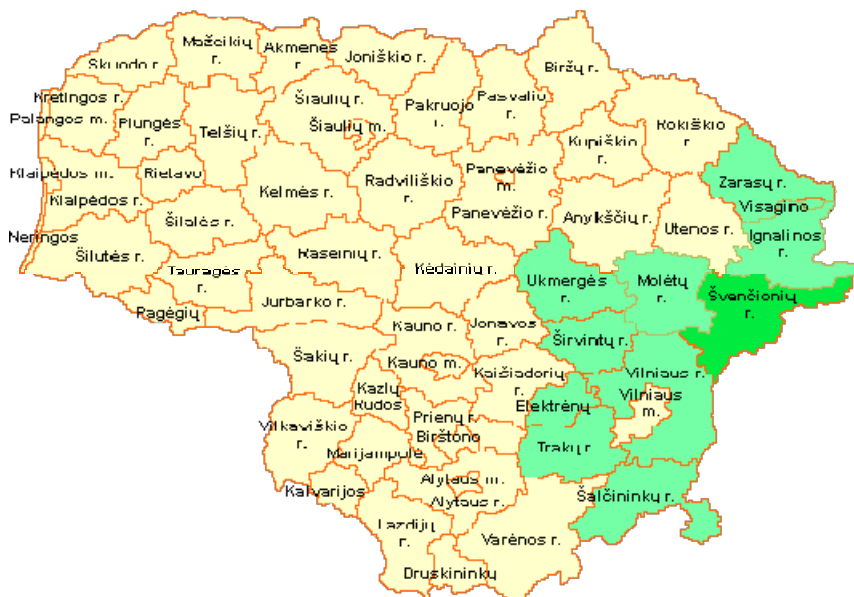 Skuodo r.
Mažeikių
r.
Akmenės
r
Joniškio r.
Biržų r.
Kretingos r.
Palangos m.
Plungės
r.
Telšių r.
Šiaulių r.
Šiaulių m.
Pakruojo
r.
Pasvalio
r.
Kupiškio
r.
Rokiškio
r
Klaipėdos m.
Klaipėdos r.
Rietavo
Kelmės r.
Radviliškio
r.
Panevėžio
m.
Panevėžio r.
Zarasų r.
Visagino
Ignalinos
r.
Neringos
Šilutės r.
Šilalės r.
Anykščių r.
Utenos r.
Tauragės
r.
Raseinių r.
Kėdainių r.
Ukmergės
r.
Molėtų
r.
Švenčionių
r.
Pagėgių
Jurbarko r.
Kauno r.
Jonavos
r.
Širvintų r.
Šakių r.
Kauno m.
Kaišiadorių
r.
Vilniaus r.
Vilniaus
m.
Kazlų
Rūdos
Elektrėnų
Prienų r.
Birštono
Vilkaviškio
r.
Marijampolė
Trakų r.
Kalvarijos
Alytaus m.
Alytaus r.
Šalčininkų r.
Lazdijų
r.
Varėnos r.
Druskininkų